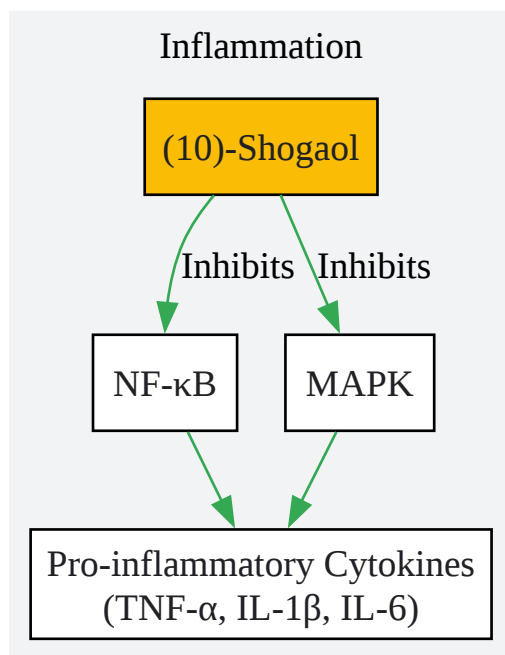 Inflammation
(10)-Shogaol
Inhibits Inhibits
NF-κB MAPK
Pro-inflammatory Cytokines
(TNF-α, IL-1β, IL-6)